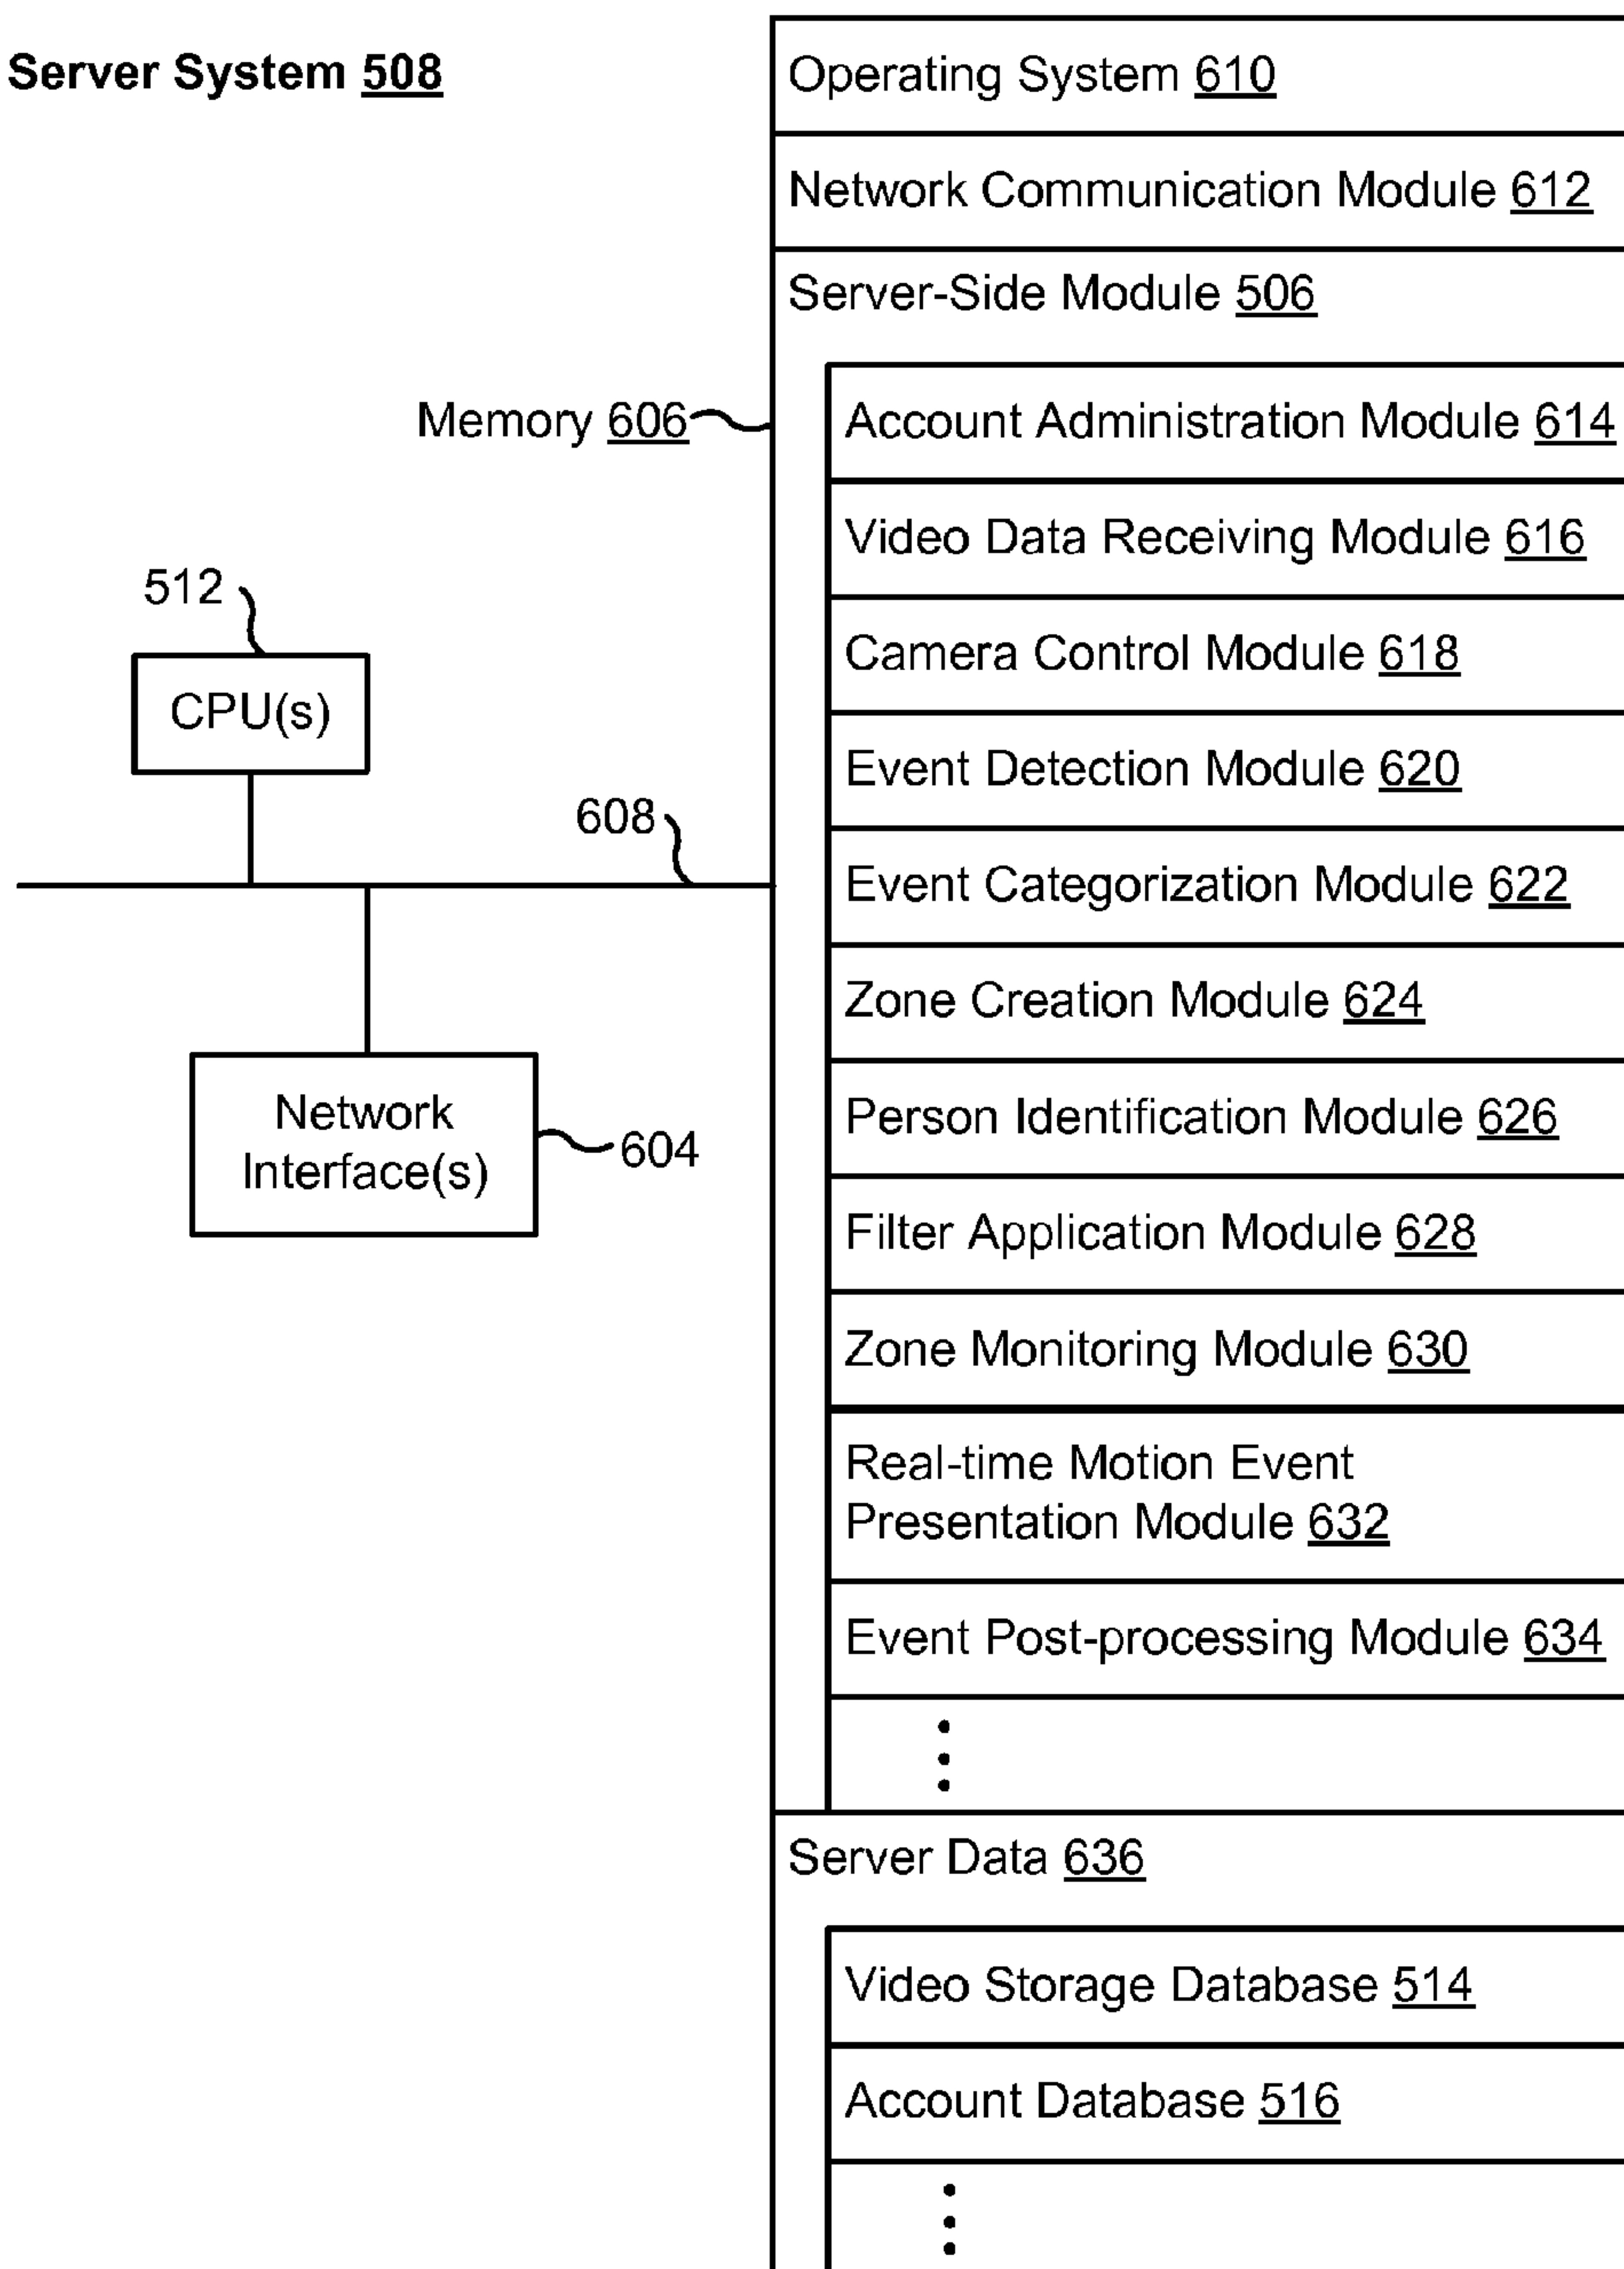 Server System 508
Operating System 610
Network Communication Module 612
Server-Side Module 506
Memory 606
Account Administration Module 614
Video Data Receiving Module 616
512
CPU(s)
Camera Control Module 618
Event Detection Module 620
608
Event Categorization Module 622
Zone Creation Module 624
Network
Interface(s)
604
Person Identification Module 626
Filter Application Module 628
Zone Monitoring Module 630
Real-time Motion Event
Presentation Module 632
Event Post-processing Module 634
Server Data 636
Video Storage Database 514
Account Database 516